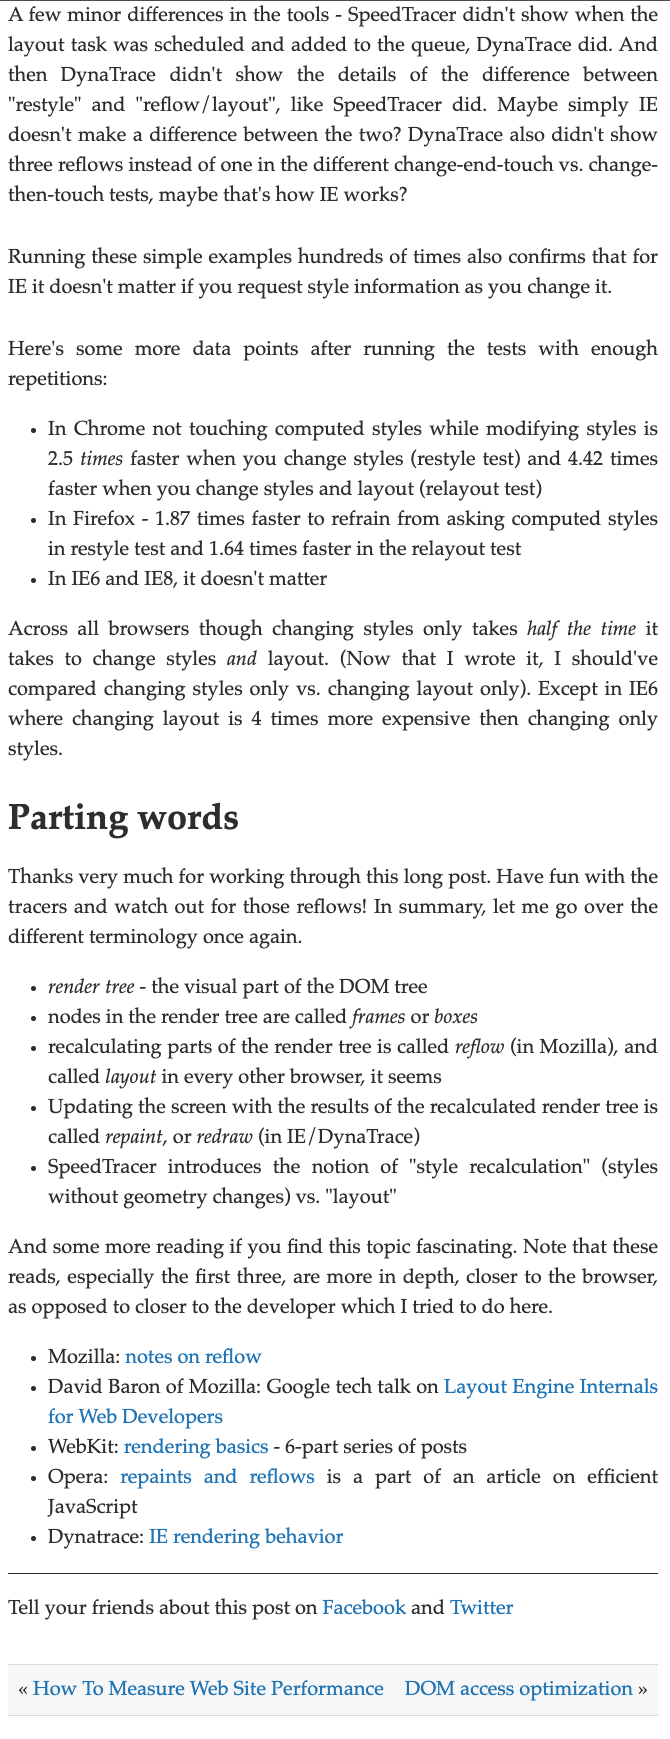 A few minor differences in the tools - SpeedTracer didn't show when the
layout task was scheduled and added to the queue, DynaTrace did. And
then DynaTrace didn't show the details of the difference between
"restyle" and "reflow/layout", like SpeedTracer did. Maybe simply IE
doesn't make a difference between the two? DynaTrace also didn't show
three reflows instead of one in the different change-end-touch vs. change-
then-touch tests, maybe that's how IE works?
Running these simple examples hundreds of times also confirms that for
IE it doesn't matter if you request style information as you change it.
Here's some more data points after running the tests with enough
repetitions:
• In Chrome not touching computed styles while modifying styles is
2.5 times faster when you change styles (restyle test) and 4.42 times
faster when you change styles and layout (relayout test)
• In Firefox - 1.87 times faster to refrain from asking computed styles
in restyle test and 1.64 times faster in the relayout test
• In IE6 and IE8, it doesn't matter
Across all browsers though changing styles only takes half the time it
takes to change styles and layout. (Now that I wrote it, I should've
compared changing styles only vs. changing layout only). Except in IE6
where changing layout is 4 times more expensive then changing only
styles.
Parting words
Thanks very much for working through this long post. Have fun with the
tracers and watch out for those reflows! In summary, let me go over the
different terminology once again.
• render tree - the visual part of the DOM tree
• nodes in the render tree are called frames or boxes
• recalculating parts of the render tree is called reflow (in Mozilla), and
called layout in every other browser, it seems
• Updating the screen with the results of the recalculated render tree is
called repaint, or redraw (in IE/DynaTrace)
• SpeedTracer introduces the notion of "style recalculation" (styles
without geometry changes) vs. "layout"
And some more reading if you find this topic fascinating. Note that these
reads, especially the first three, are more in depth, closer to the browser,
as opposed to closer to the developer which I tried to do here.
• Mozilla: notes on reflow
• David Baron of Mozilla: Google tech talk on Layout Engine Internals
for Web Developers
• WebKit: rendering basics - 6-part series of posts
• Opera: repaints and reflows is a part of an article on efficient
JavaScript
• Dynatrace: IE rendering behavior
Tell your friends about this post on Facebook and Twitter
« How To Measure Web Site Performance DOM access optimization »